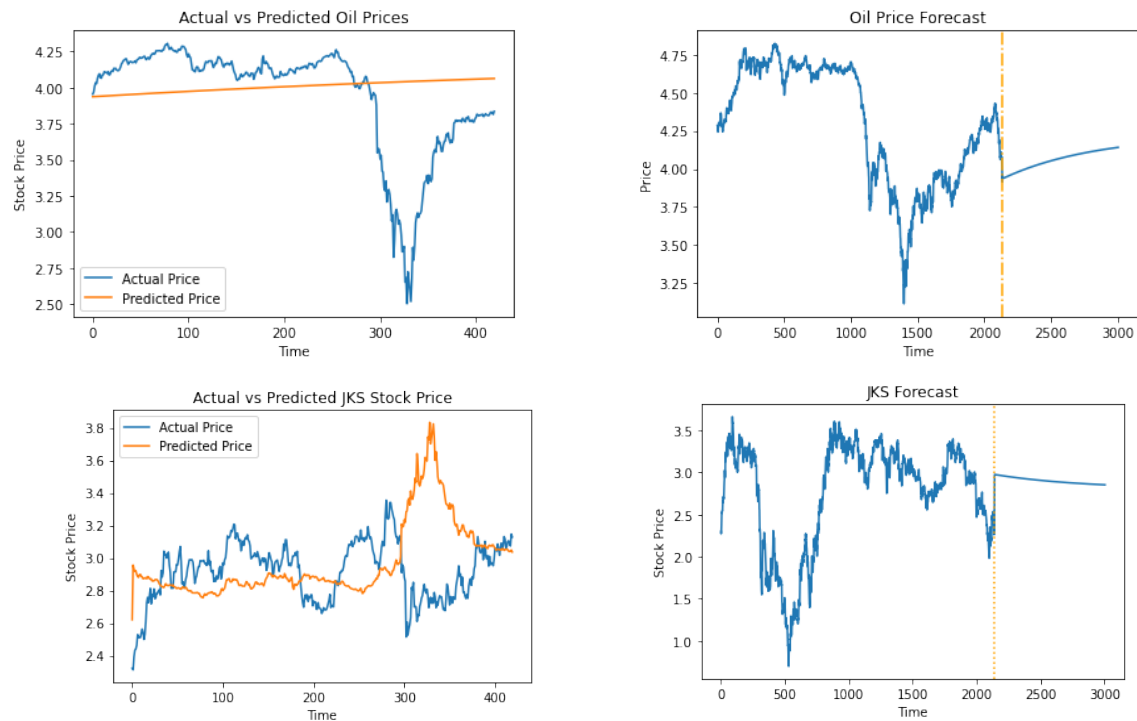 Actual vs Predicted Oil Prices
Stock Price
4.25
4.00
3.75
3.50
3.25
3.00
2.75
2.50
Actual Price
Predicted Price
0 100 200 300 400
Time
Oil Price Forecast
Price
4.75
4.50
4.25
4.00
3.75
3.50
3.25
0 500 1000 1500 2000 2500 3000
Time
Actual vs Predicted JKS Stock Price
Stock Price
3.8
3.6
3.4
3.2
3.0
2.8
2.6
2.4
Actual Price
Predicted Price
0 100 200 300 400
Time
JKS Forecast
Stock Price
3.5
3.0
2.5
2.0
1.5
1.0
0 500 1000 1500 2000 2500 3000
Time